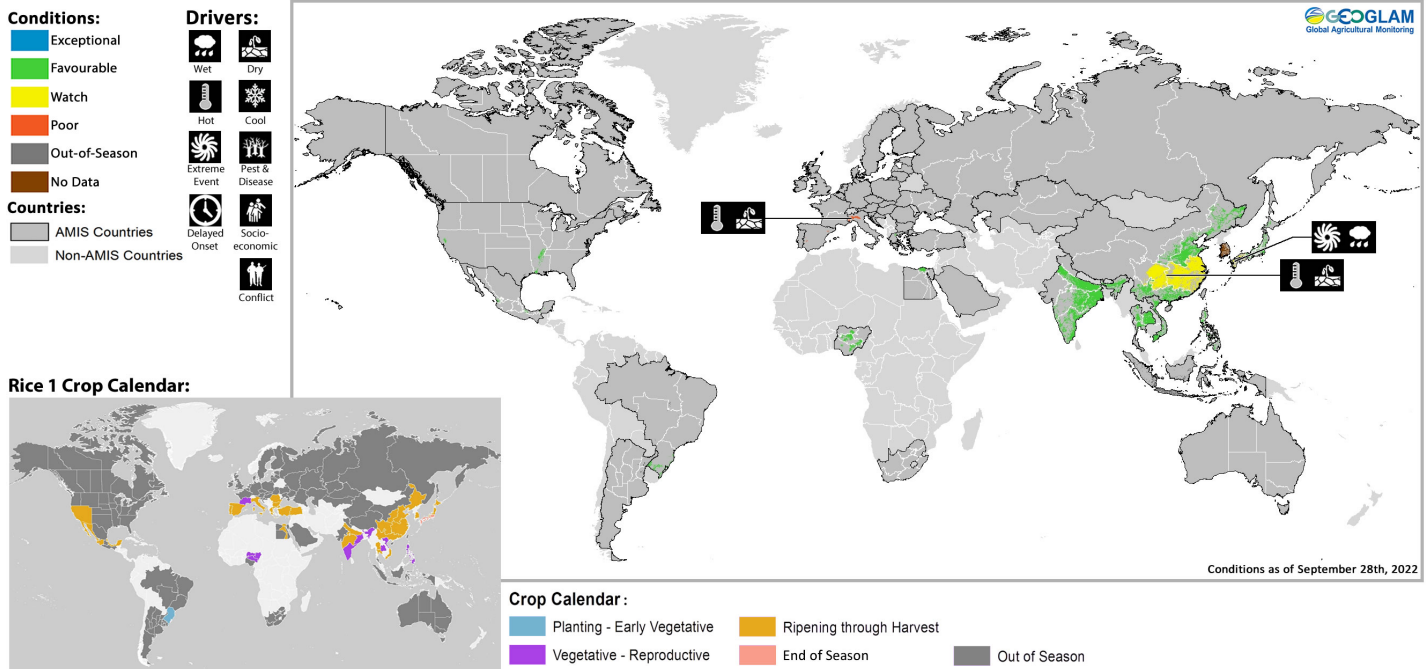 Conditions:
Exceptional
Favourable
Watch
Poor
Out-of-Season
No Data
Countries:
AMIS Countries
Non-AMIS Countries
Drivers:
Wet
Dry
Hot
Cool
Extreme
Event
Pest &
Disease
Delayed
Onset
Socio-
economic
Conflict
GEOGLAM
Global Agricultural Monitoring
Conditions as of September 28th, 2022
Rice 1 Crop Calendar:
Crop Calendar :
Planting - Early Vegetative
Ripening through Harvest
Vegetative - Reproductive
End of Season
Out of Season